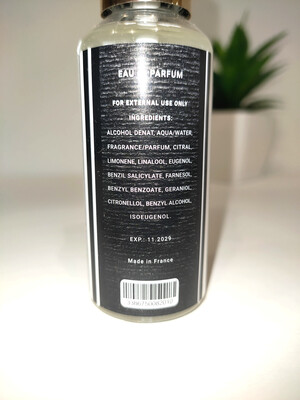 EAU DE PARFUM
FOR EXTERNAL USE ONLY
INGREDIENTS:
ALCOHOL DENAT, AQUA/WATER,
FRAGRANCE/PARFUM, CITRAL,
LIMONENE, LINALOOL, EUGENOL,
BENZIL SALICYLATE, FARNESOL,
BENZYL BENZOATE, GERANIOL,
CITRONELLOL, BENZYL ALCOHOL,
ISOEUGENOL.
EXP.: 11.2029
Made in France